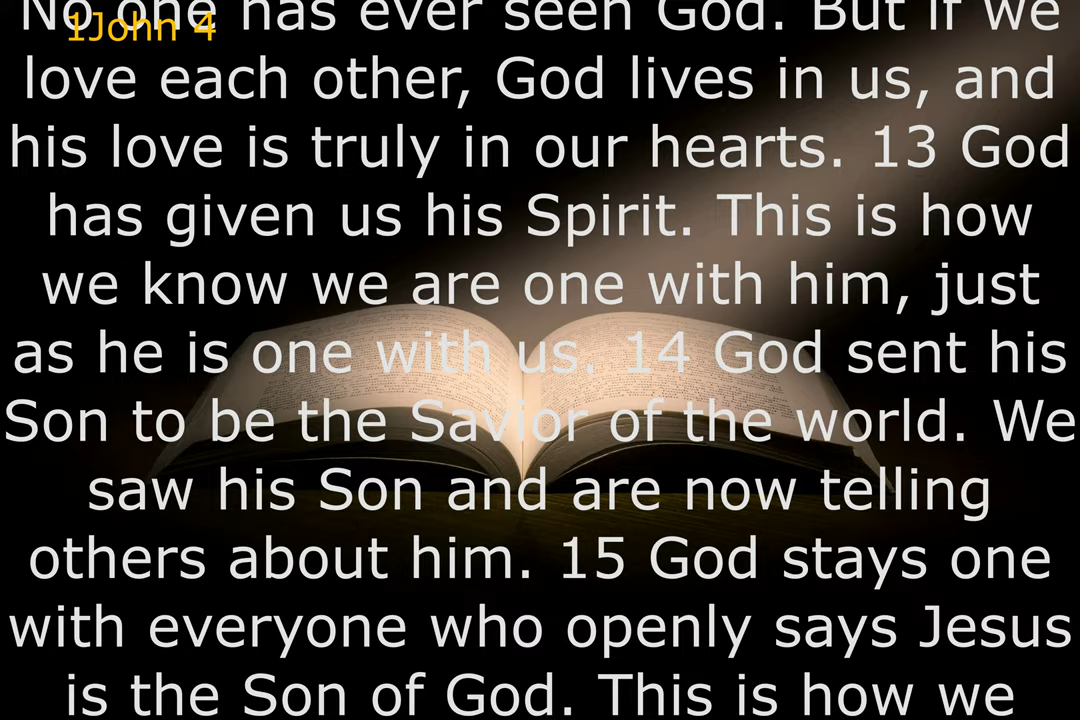 1John 4
No one has ever seen God. But if we
love each other, God lives in us, and
his love is truly in our hearts. 13 God
has given us his Spirit. This is how
we know we are one with him, just
as he is one with us. 14 God sent his
Son to be the Savior of the world. We
saw his Son and are now telling
others about him. 15 God stays one
with everyone who openly says Jesus
is the Son of God. This is how we